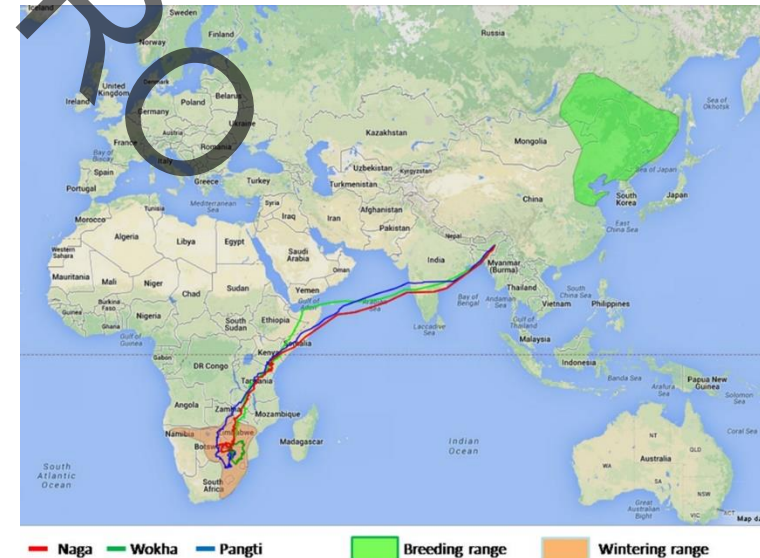 Iceland
Sweden
Norway
Finland
Russia
United Kingdom
Ireland
Denmark
Germany
Poland
Belarus
Ukraine
Austria
France
Romania
Bay of Biscay
Italy
Spain
Portugal
Greece
Turkey
Mediterranean Sea
Kazakhstan
Mongolia
Sea of Okhotsk
Uzbekistan
Kyrgyzstan
Turkmenistan
China
Sea of Japan
South Korea
Japan
East China Sea
Syria
Iraq
Iran
Afghanistan
Pakistan
Nepal
India
Myanmar (Burma)
Morocco
Tunisia
Algeria
Libya
Egypt
Western Sahara
Saudi Arabia
Oman
Mauritania
Mali
Niger
Chad
Sudan
Yemen
Gulf of Aden
Arabian Sea
Bay of Bengal
Andaman Sea
Thailand
Gulf of Thailand
Vietnam
South China Sea
Philippines
Laccadive Sea
Burkina Faso
Guinea
Ghana
Nigeria
South Sudan
Ethiopia
Somalia
Gulf of Guinea
Gabon
Kenya
DR Congo
Tanzania
Malaysia
Indonesia
Banda Sea
Arafura Sea
Papua New Guinea
Solomon Sea
Coral Sea
Angola
Zambia
Mozambique
Zimbabwe
Namibia
Botswana
Madagascar
South Africa
South Atlantic Ocean
Indian Ocean
Australia
NT
QLD
WA
SA
NSW
VIC
ACT
Great Australian Bight
Map da
RO
Naga Wokha Pangti Breeding range Wintering range